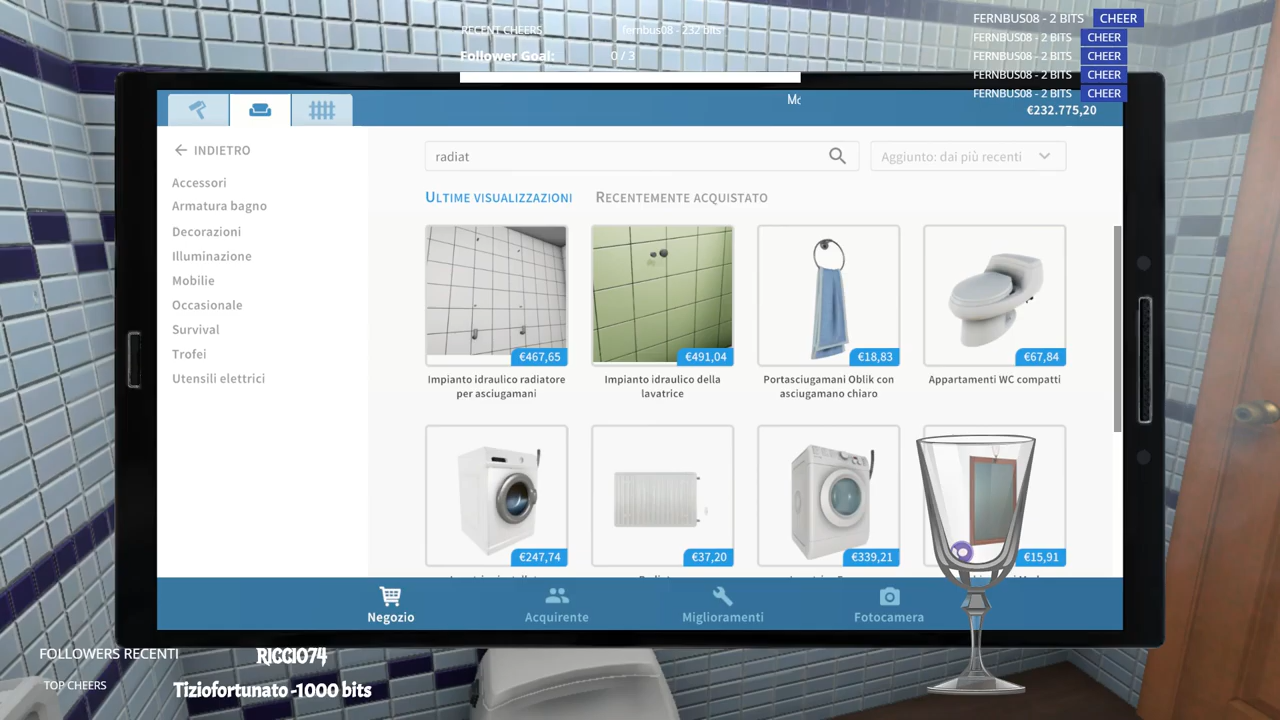 RECENT CHEERS fernbus08 - 232 bits
Follower Goal: 0 / 3
FERNBUS08 - 2 BITS CHEER
FERNBUS08 - 2 BITS CHEER
FERNBUS08 - 2 BITS CHEER
FERNBUS08 - 2 BITS CHEER
FERNBUS08 - 2 BITS CHEER
€232.775,20
INDIETRO
Accessori
Armatura bagno
Decorazioni
Illuminazione
Mobilie
Occasionale
Survival
Trofei
Utensili elettrici
radiat
Aggiunto: dai più recenti
ULTIME VISUALIZZAZIONI RECENTEMENTE ACQUISTATO
€467,65 €491,04 €18,83 €67,84
Impianto idraulico radiatore per asciugamani
Impianto idraulico della lavatrice
Portasciugamani Oblik con asciugamano chiaro
Appartamenti WC compatti
€247,74 €37,20 €339,21 €15,91
Negozio Acquirente Miglioramenti Fotocamera
FOLLOWERS RECENTI RICCIO74
TOP CHEERS Tiziofortunato -1000 bits